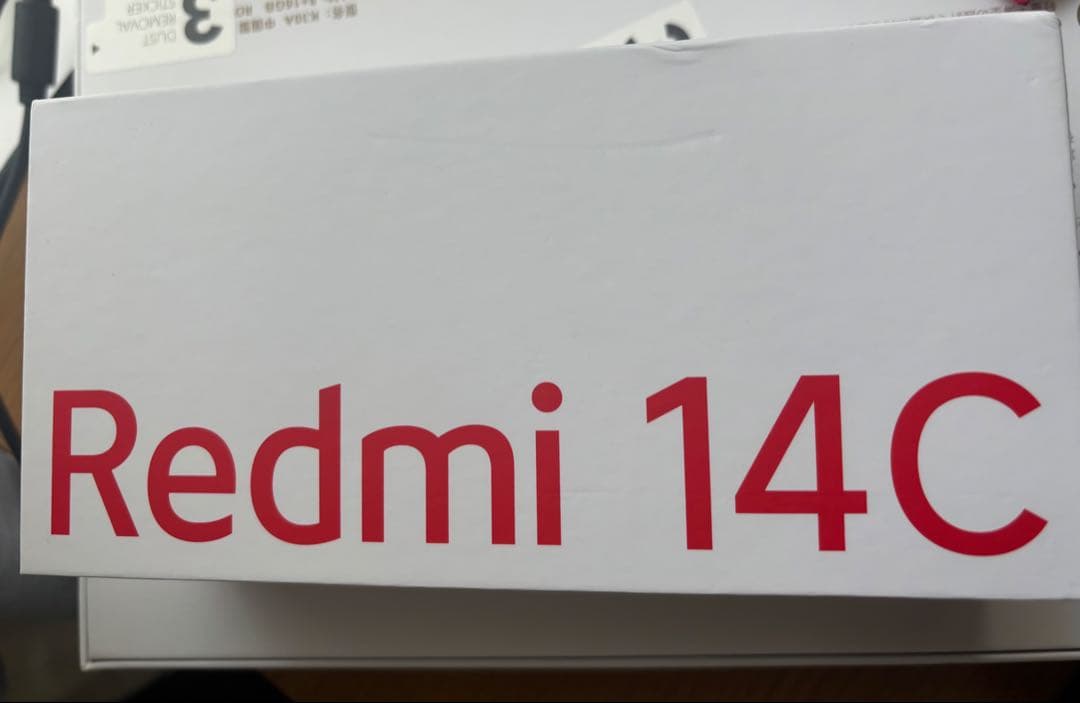 Redmi 14C
3
DUST
REMOVAL
STICKER